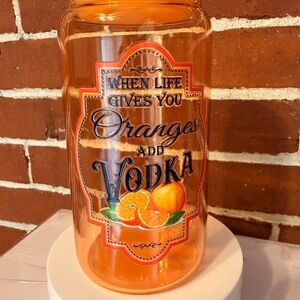 WHEN LIFE
GIVES YOU
Oranges
ADD
VODKA